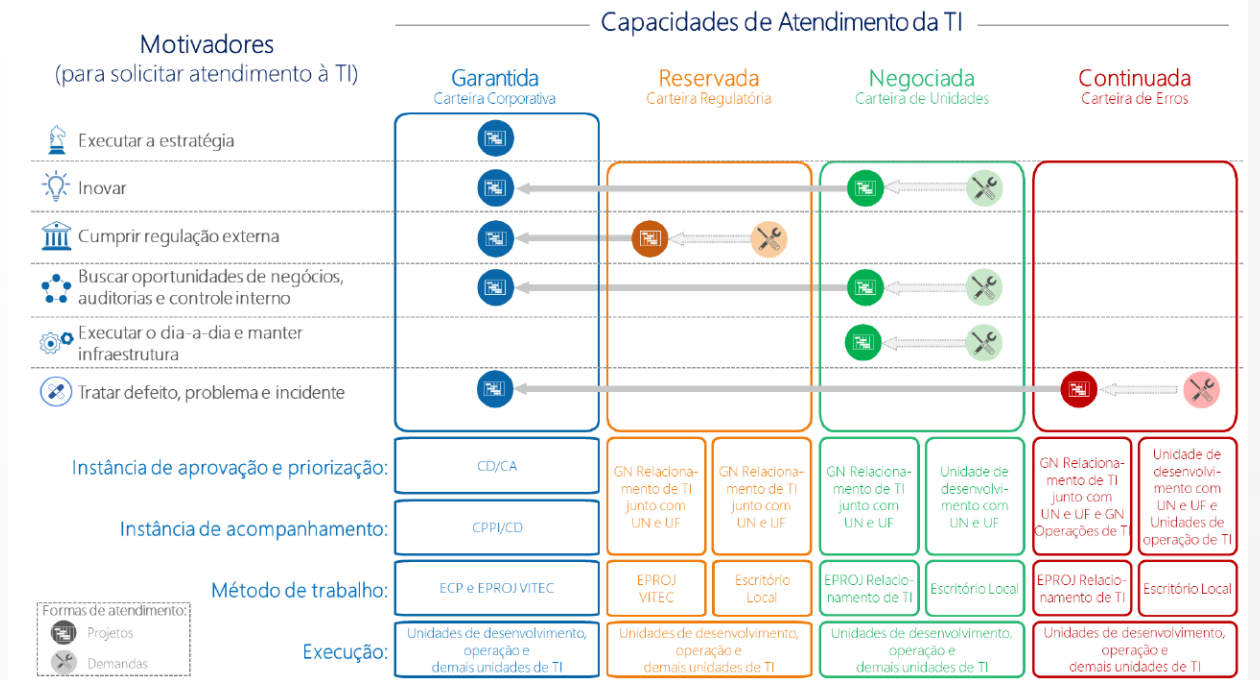 Capacidades de Atendimento da TI
Motivadores
(para solicitar atendimento à TI)
Garantida
Carteira Corporativa
Reservada
Carteira Regulatória
Negociada
Carteira de Unidades
Continuada
Carteira de Erros
Executar a estratégia
Inovar
Cumprir regulação externa
Buscar oportunidades de negócios,
auditorias e controle interno
Executar o dia-a-dia e manter
infraestrutura
Tratar defeito, problema e incidente
Instância de aprovação e priorização:
CD/CA
Instância de acompanhamento:
CPPI/CD
GN Relaciona-
mento de TI
junto com
UN e UF
GN Relaciona-
mento de TI
junto com
UN e UF
GN Relaciona-
mento de TI
junto com
UN e UF
Unidade de
desenvolvi-
mento com
UN e UF
GN Relaciona-
mento de TI
junto com
UN e UF e GN
Operações de TI
Unidade de
desenvolvi-
mento com
UN e UF e
Unidades de
operação de TI
Método de trabalho:
ECP e EPROJ VITEC
EPROJ
VITEC
Escritório
Local
EPROJ Relacio-
namento de TI
Escritório Local
EPROJ Relacio-
namento de TI
Escritório Local
Formas de atendimento:
Projetos
Demandas
Execução:
Unidades de desenvolvimento,
operação e
demais unidades de TI
Unidades de desenvolvimento,
operação e
demais unidades de TI
Unidades de desenvolvimento,
operação e
demais unidades de TI
Unidades de desenvolvimento,
operação e
demais unidades de TI